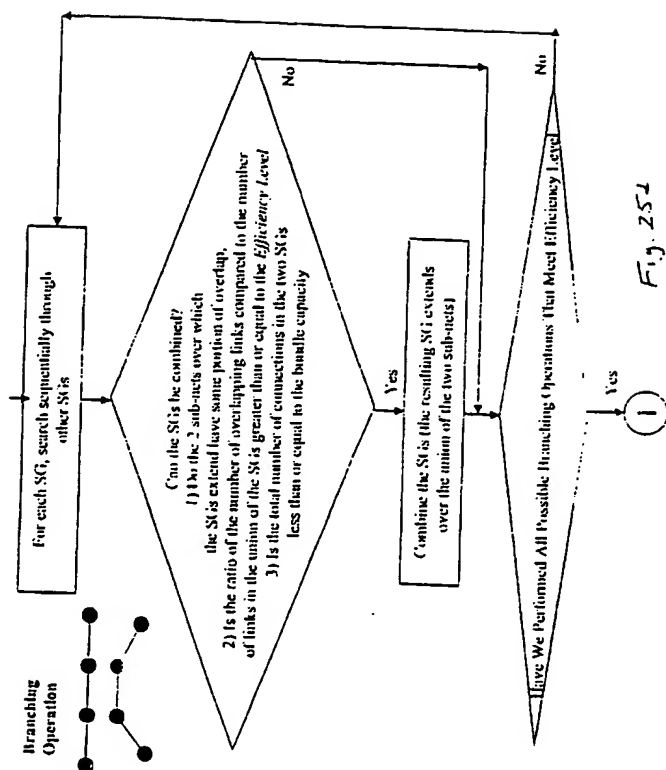 Branching
Operation
For each SG, search sequentially through
other SGs
Can the SGs be combined?
1) Do the 2 sub-nets over which
the SGs extend have some portion of overlap,
2) Is the ratio of the number of overlapping links compared to the number
of links in the union of the SGs greater than or equal to the Efficiency Level
3) Is the total number of connections in the two SGs
less than or equal to the bundle capacity
No
Yes
Combine the SGs (the resulting SG extends
over the union of the two sub-nets)
Have We Performed All Possible Branching Operations That Meet Efficiency Level
No
Yes
1
Fig. 25d